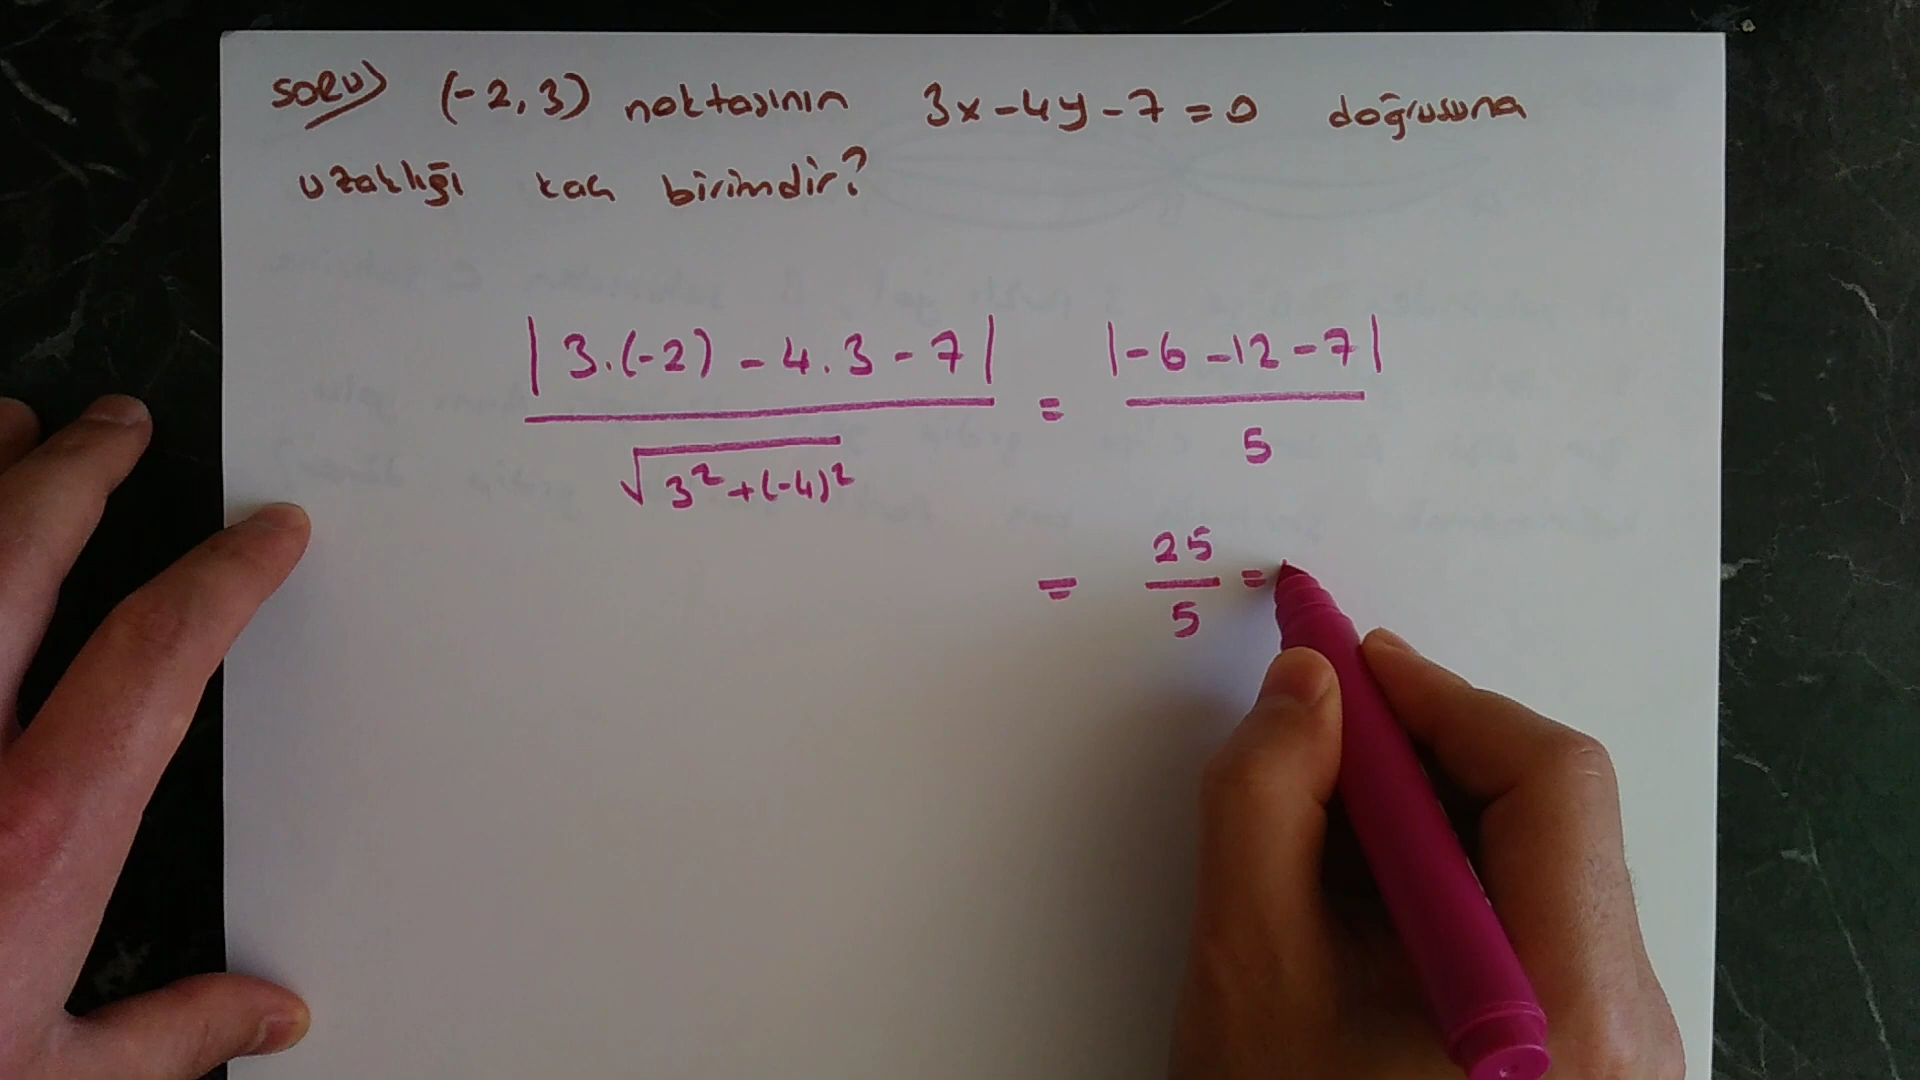 SORU) (-2,3) noktasının 3x-4y-7=0 doğrusuna
uzaklığı kaç birimdir?
|3.(-2) - 4.3 - 7| = |-6 -12 -7|
√3²+(-4)² 5
= 25 =
5